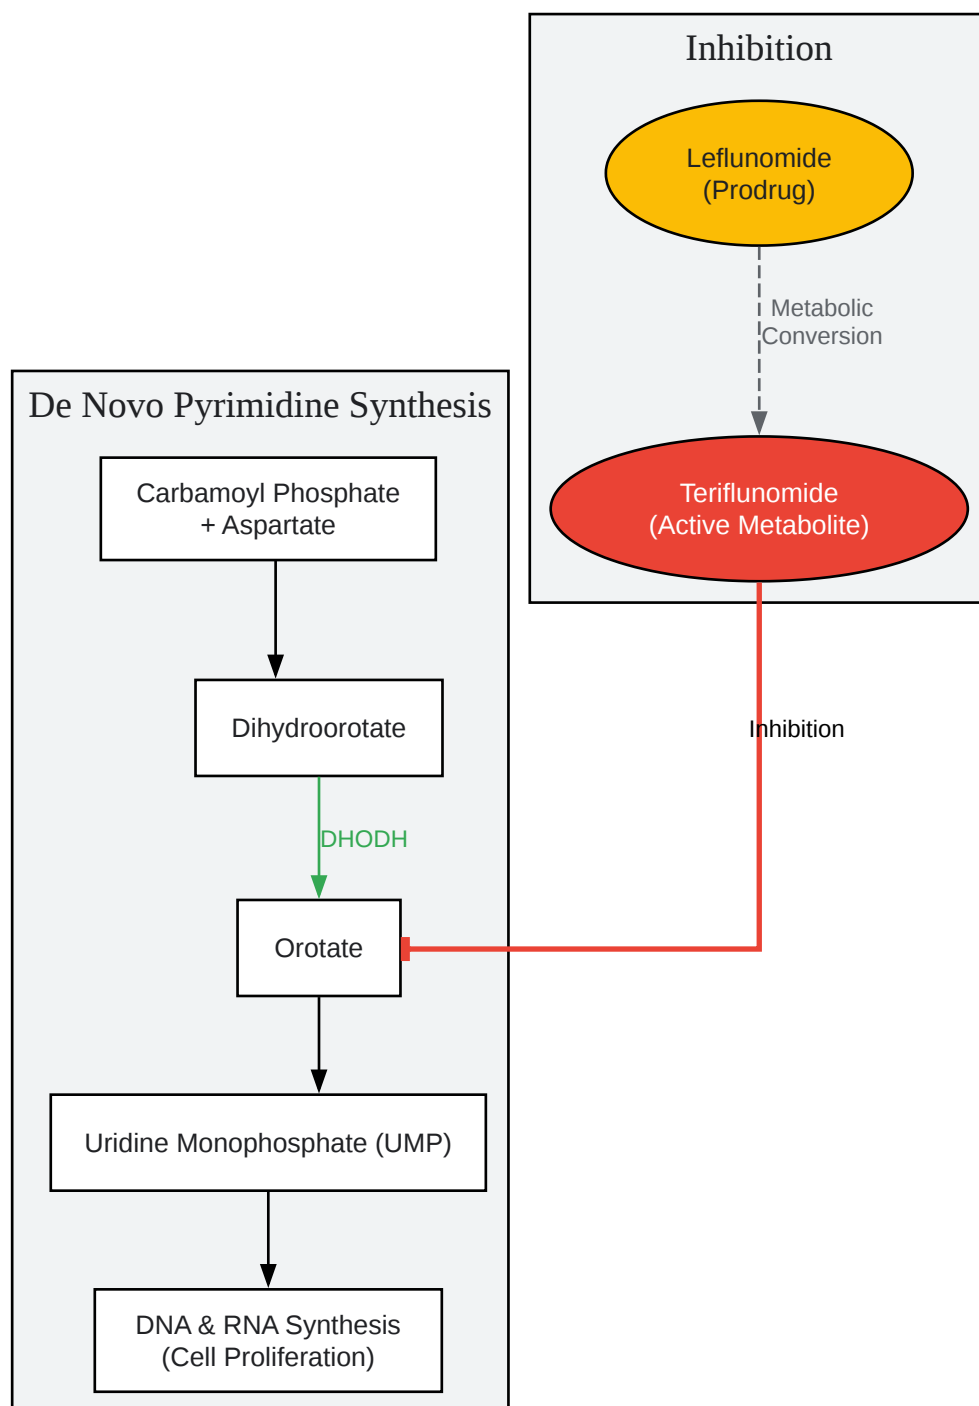 Inhibition
Leflunomide
(Prodrug)
Metabolic
Conversion
Teriflunomide
(Active Metabolite)
Inhibition
De Novo Pyrimidine Synthesis
Carbamoyl Phosphate
+ Aspartate
Dihydroorotate
DHODH
Orotate
Uridine Monophosphate (UMP)
DNA & RNA Synthesis
(Cell Proliferation)